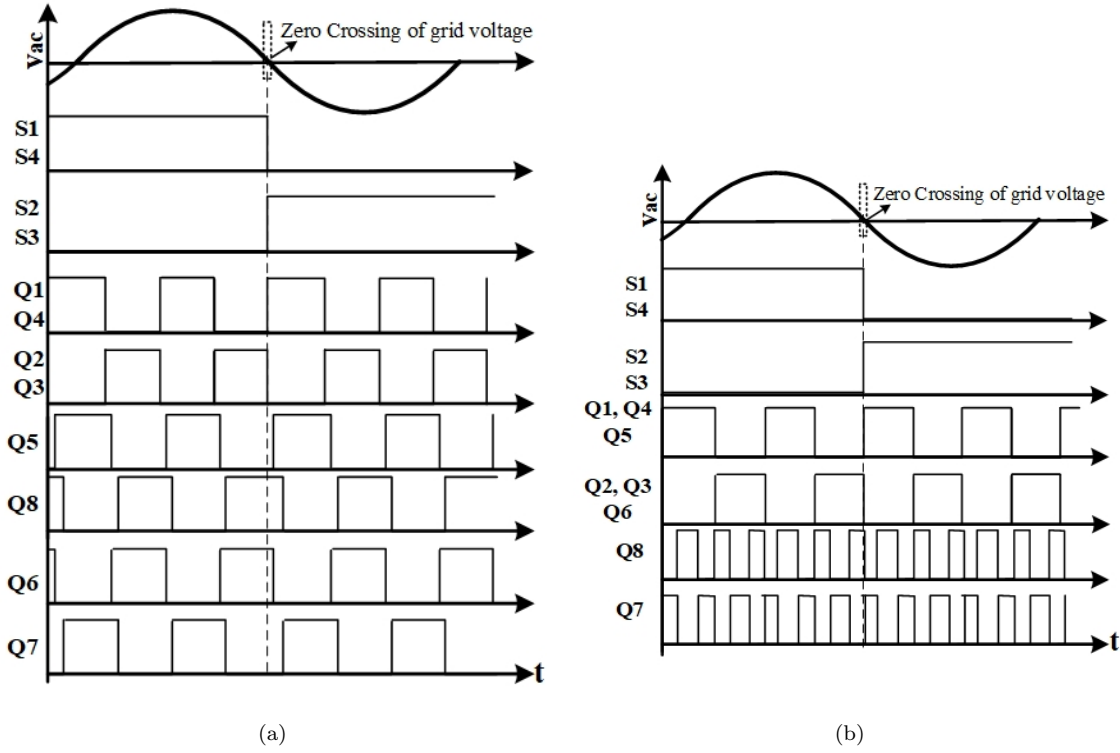 Vac
Zero Crossing of grid voltage
S1
S4
S2
S3
Q1
Q4
Q2
Q3
Q5
Q8
Q6
Q7
t
(a)
Vac
Zero Crossing of grid voltage
S1
S4
S2
S3
Q1, Q4
Q5
Q2, Q3
Q6
Q8
Q7
t
(b)